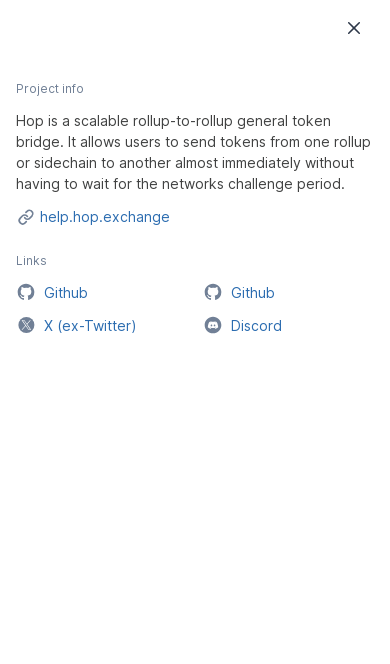 Project info
Hop is a scalable rollup-to-rollup general token
bridge. It allows users to send tokens from one rollup
or sidechain to another almost immediately without
having to wait for the networks challenge period.
help.hop.exchange
Links
Github
Github
X (ex-Twitter)
Discord